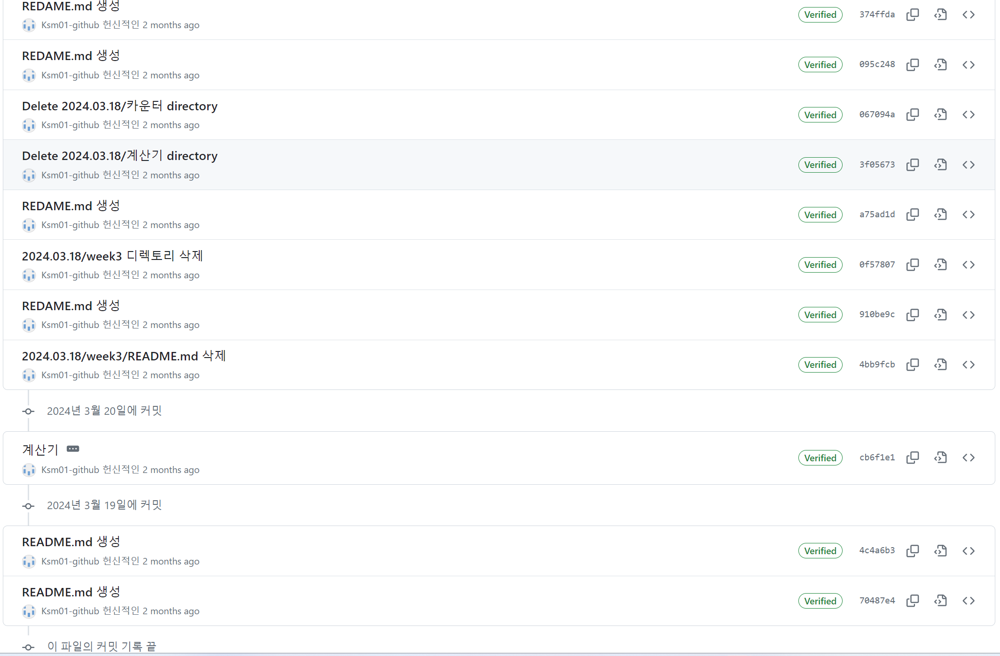 REDAME.md 생성
Ksm01-github 헌신적인 2 months ago
Verified
374ffda
REDAME.md 생성
Ksm01-github 헌신적인 2 months ago
Verified
095c248
Delete 2024.03.18/카운터 directory
Ksm01-github 헌신적인 2 months ago
Verified
067094a
Delete 2024.03.18/계산기 directory
Ksm01-github 헌신적인 2 months ago
Verified
3f05673
REDAME.md 생성
Ksm01-github 헌신적인 2 months ago
Verified
a75ad1d
2024.03.18/week3 디렉토리 삭제
Ksm01-github 헌신적인 2 months ago
Verified
0f57807
REDAME.md 생성
Ksm01-github 헌신적인 2 months ago
Verified
910be9c
2024.03.18/week3/README.md 삭제
Ksm01-github 헌신적인 2 months ago
Verified
4bb9fcb
2024년 3월 20일에 커밋
계산기
Ksm01-github 헌신적인 2 months ago
Verified
cb6f1e1
2024년 3월 19일에 커밋
README.md 생성
Ksm01-github 헌신적인 2 months ago
Verified
4c4a6b3
README.md 생성
Ksm01-github 헌신적인 2 months ago
Verified
70487e4
이 파일의 커밋 기록 끝